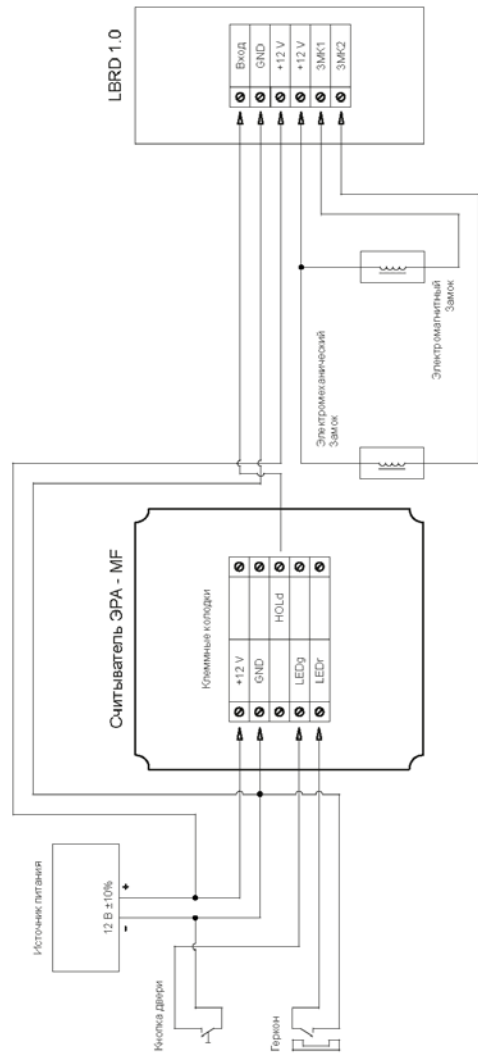 Источник питания
12 В ±10%
- +
Кнопка двери
Геркон
Считыватель ЭРА - MF
Клеммные колодки
+12 V
GND
HOLd
LEDg
LEDr
Электромеханический
Замок
Электромагнитный
Замок
LBRD 1.0
Вход
GND
+12 V
+12 V
ЗМК1
ЗМК2